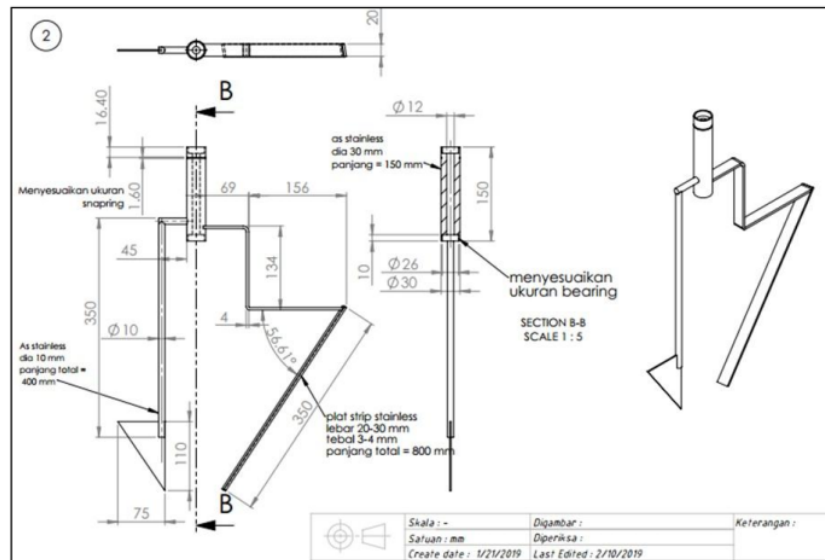 2
20
B
16.40
1.60
Menyesuaikan ukuran
snapring
69
156
45
134
350
Ø10
4
56.61°
As stainless
dia 10 mm
panjang total =
400 mm
350
110
75
plat strip stainless
lebar 20-30 mm
tebal 3-4 mm
panjang total = 800 mm
B
Ø12
as stainless
dia 30 mm
panjang = 150 mm
150
10
Ø26
Ø30
menyesuaikan
ukuran bearing
SECTION B-B
SCALE 1 : 5
Skala : - Digambar : Keterangan :
Satuan : mm Diperiksa :
Create date : 1/21/2019 Last Edited : 2/10/2019